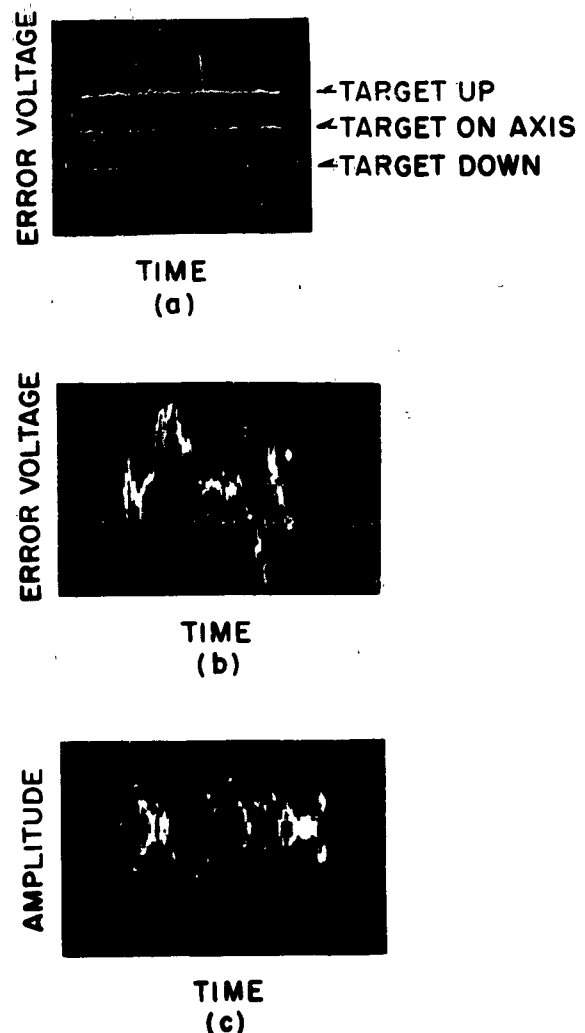 ERROR VOLTAGE
TARGET UP
TARGET ON AXIS
TARGET DOWN
TIME
(a)
ERROR VOLTAGE
TIME
(b)
AMPLITUDE
TIME
(c)